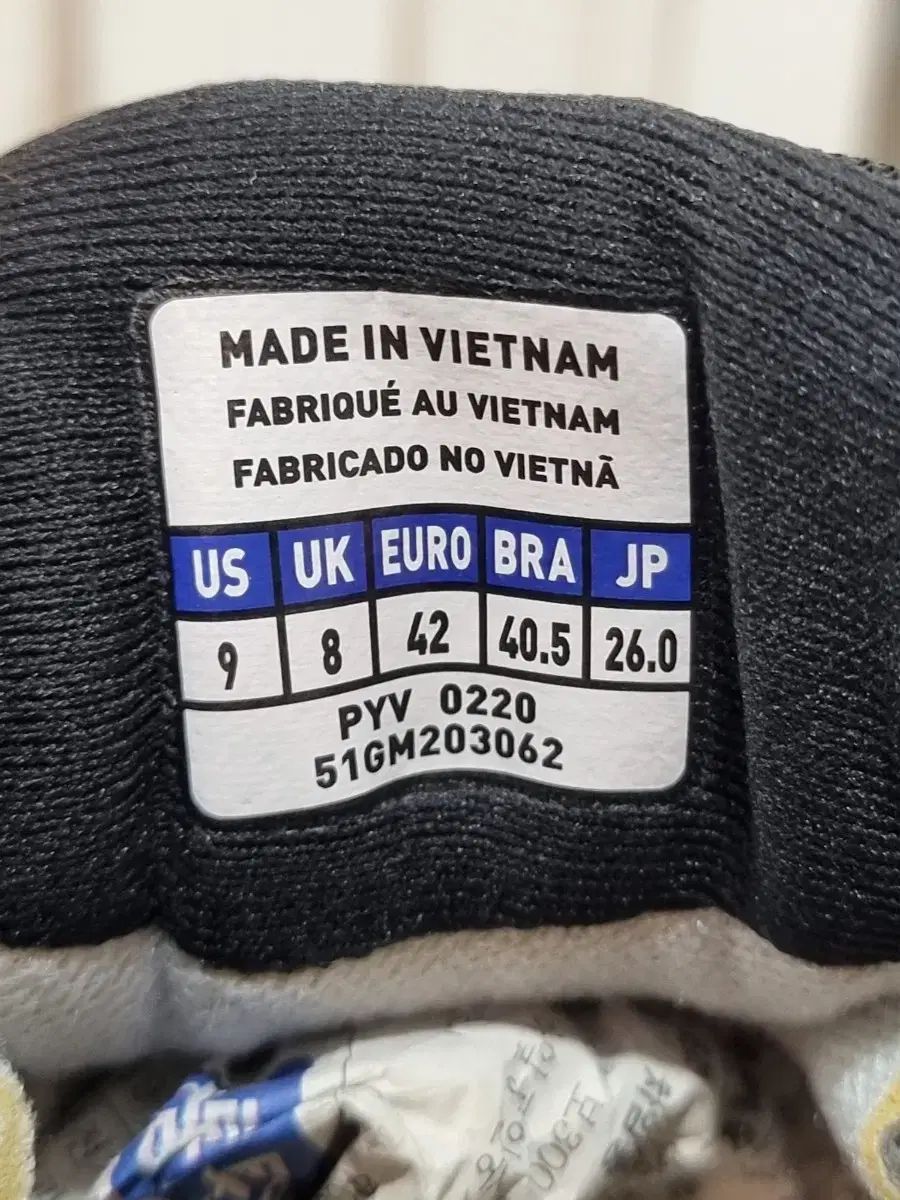 MADE IN VIETNAM
FABRIQUÉ AU VIETNAM
FABRICADO NO VIETNÃ
US UK EURO BRA JP
9 8 42 40.5 26.0
PYV 0220
51GM203062